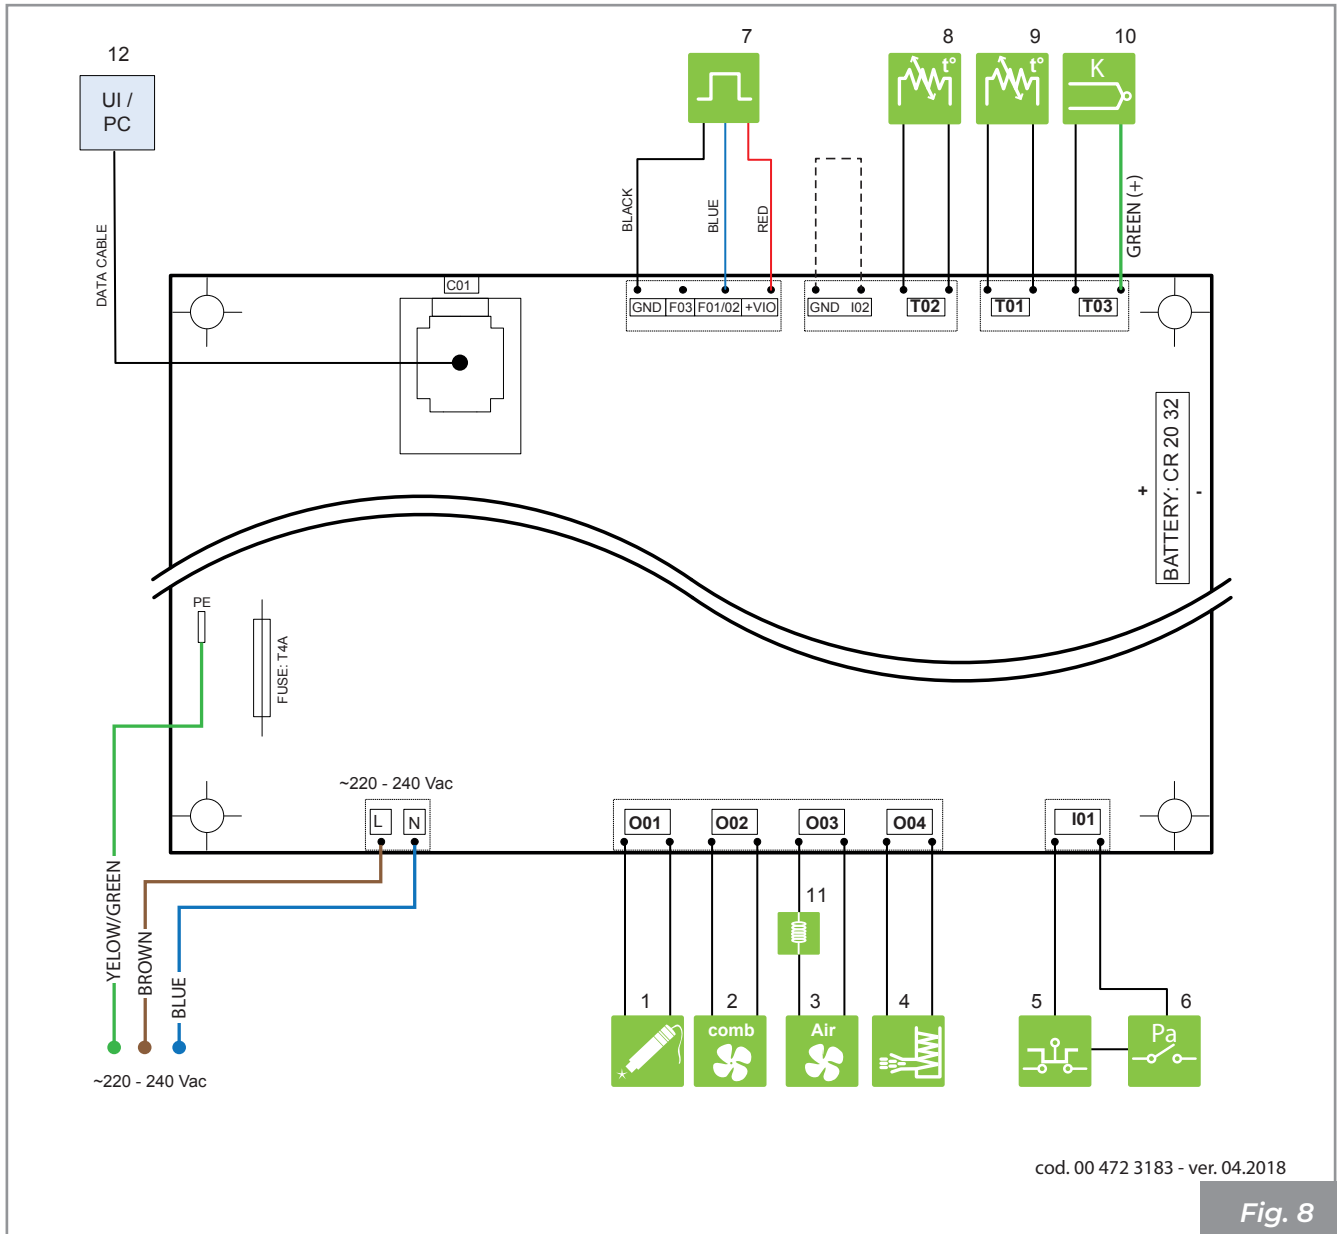 12
7
8
9
10
UI /
PC
t°
t°
K
DATA CABLE
BLACK
BLUE
RED
GREEN (+)
C01
GND F03 F01/02 +VIO
GND I02
T02
T01
T03
BATTERY: CR 20 32
+
-
PE
FUSE: T4A
~220 - 240 Vac
L
N
O01
O02
O03
O04
I01
YELOW/GREEN
BROWN
BLUE
11
1
2
3
4
5
6
comb
Air
Pa
~220 - 240 Vac
cod. 00 472 3183 - ver. 04.2018
Fig. 8